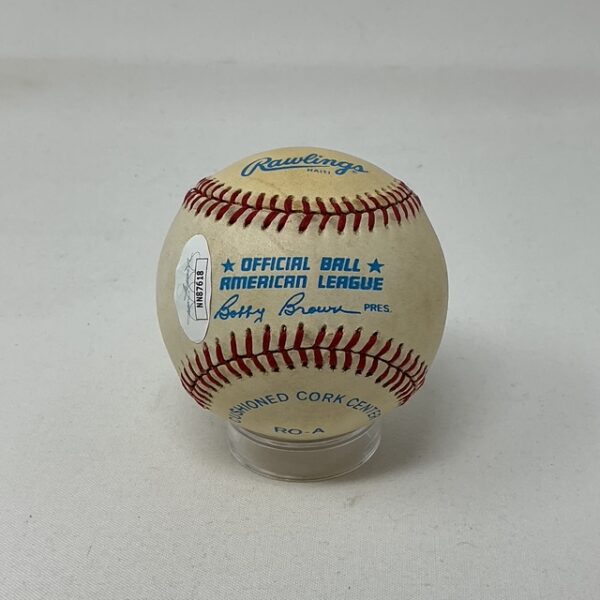 Rawlings
HAITI
★ OFFICIAL BALL ★
AMERICAN LEAGUE
Bobby Brown PRES.
CUSHIONED CORK CENTER
RO-A
NN87618